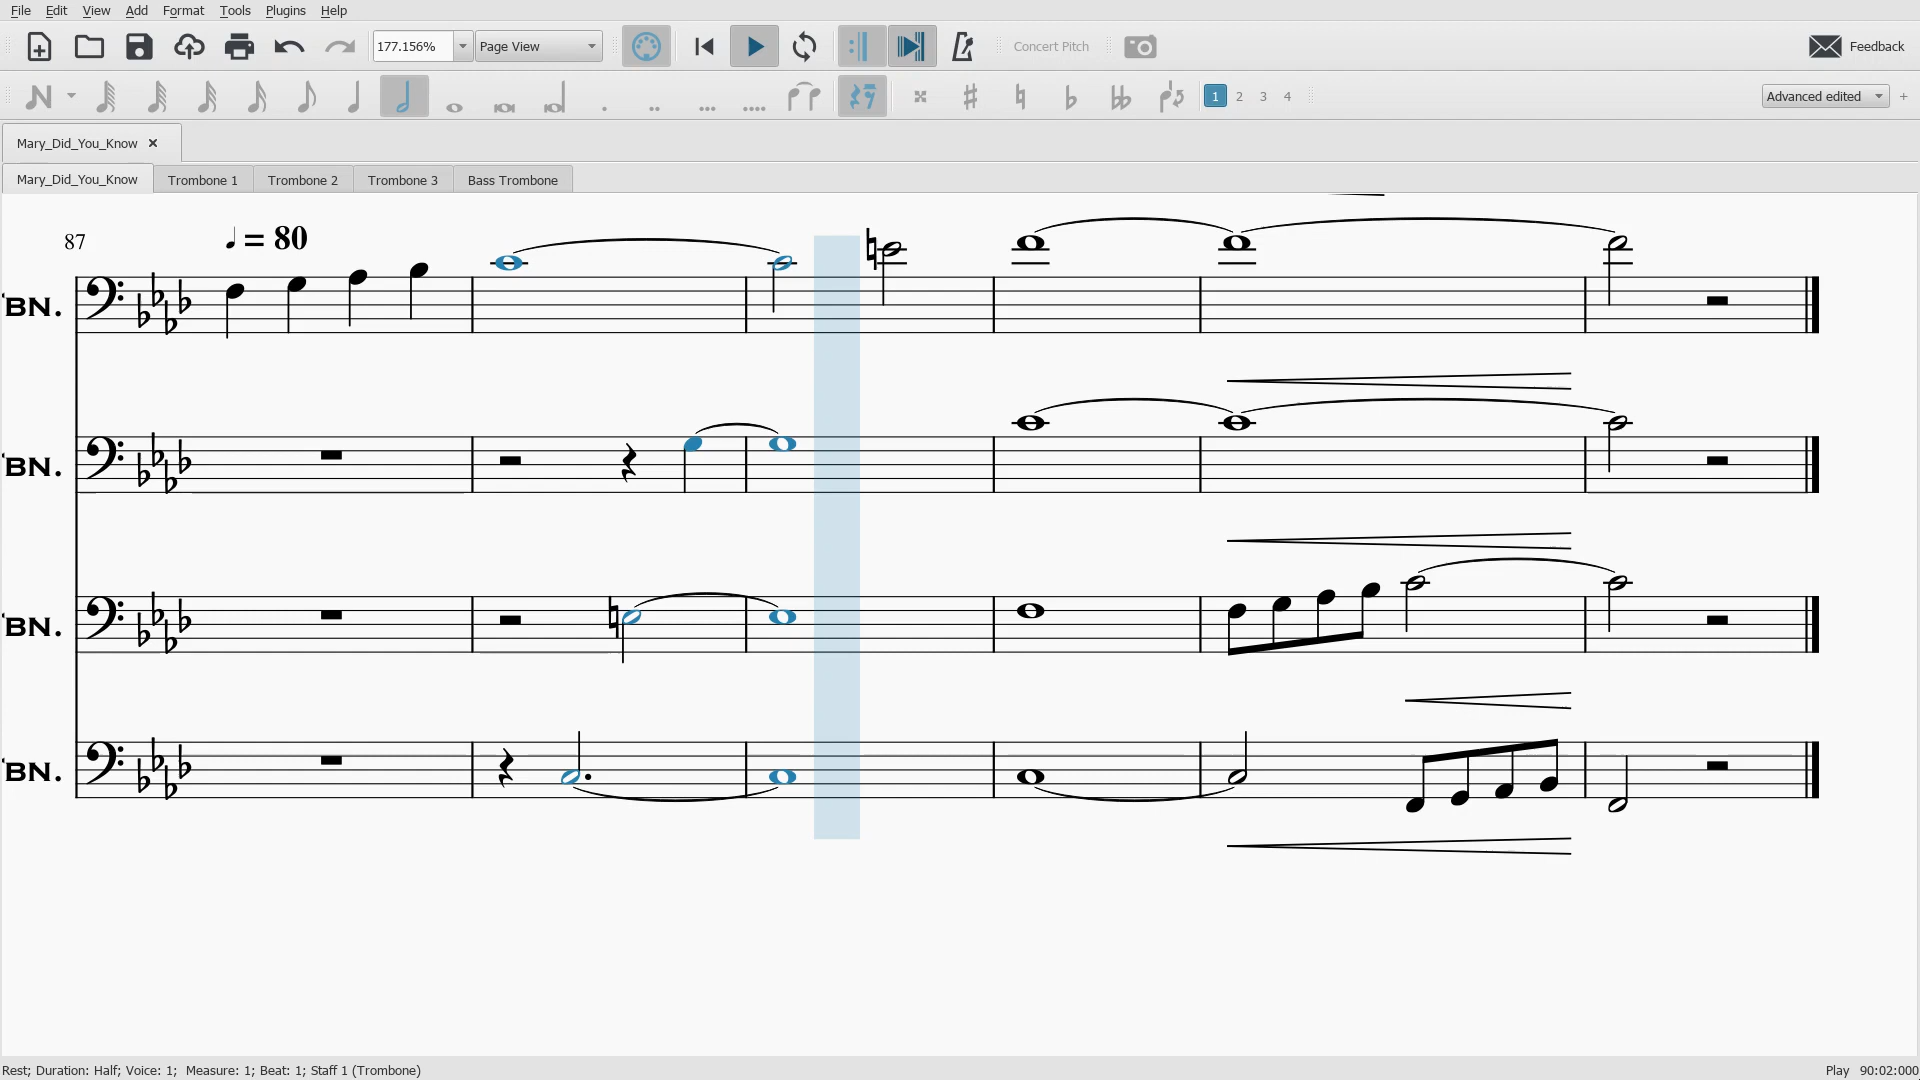 File Edit View Add Format Tools Plugins Help
177.156% Page View Concert Pitch Feedback
1 2 3 4 Advanced edited +
Mary_Did_You_Know
Mary_Did_You_Know Trombone 1 Trombone 2 Trombone 3 Bass Trombone
87 = 80
BN.
BN.
BN.
BN.
Rest; Duration: Half; Voice: 1; Measure: 1; Beat: 1; Staff 1 (Trombone) Play 90:02:000